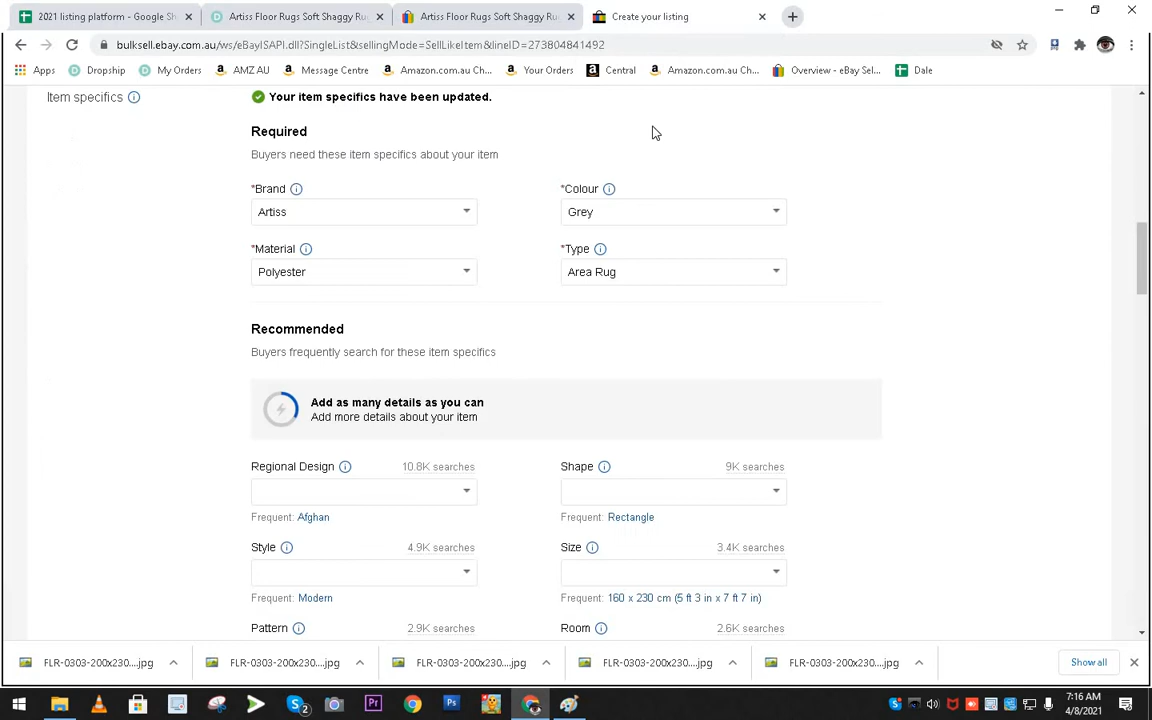 2021 listing platform - Google Sh
Artiss Floor Rugs Soft Shaggy Rug
Artiss Floor Rugs Soft Shaggy Ru
Create your listing
bulksell.ebay.com.au/ws/eBayISAPI.dll?SingleList&sellingMode=SellLikeItem&lineID=273804841492
Apps
Dropship
My Orders
AMZ AU
Message Centre
Amazon.com.au Ch...
Your Orders
Central
Amazon.com.au Ch...
Overview - eBay Sel...
Dale
Item specifics
Your item specifics have been updated.
Required
Buyers need these item specifics about your item
*Brand
*Colour
Artiss
Grey
*Material
*Type
Polyester
Area Rug
Recommended
Buyers frequently search for these item specifics
Add as many details as you can
Add more details about your item
Regional Design 10.8K searches
Shape 9K searches
Frequent: Afghan
Frequent: Rectangle
Style 4.9K searches
Size 3.4K searches
Frequent: Modern
Frequent: 160 x 230 cm (5 ft 3 in x 7 ft 7 in)
Pattern 2.9K searches
Room 2.6K searches
FLR-0303-200x230....jpg
FLR-0303-200x230....jpg
FLR-0303-200x230....jpg
FLR-0303-200x230....jpg
FLR-0303-200x230....jpg
Show all
7:16 AM
4/8/2021